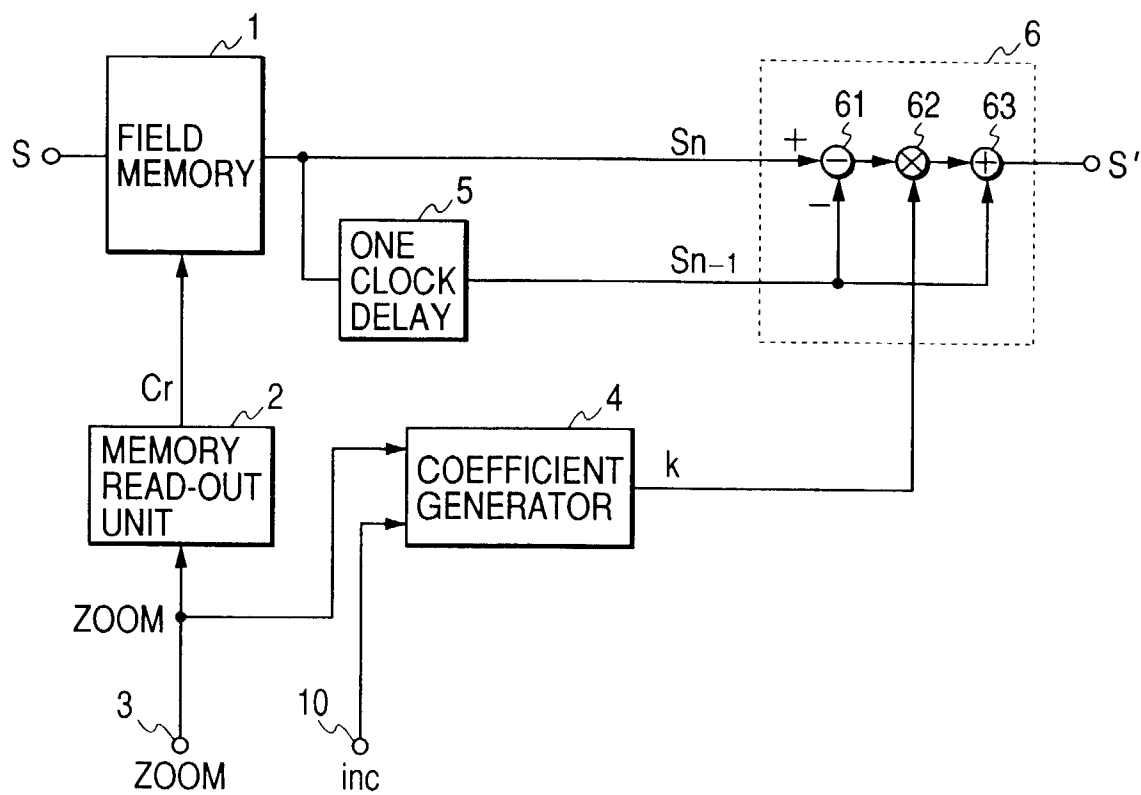 1
6
61
62
63
S
FIELD
MEMORY
Sn
+
−
×
+
S'
−
5
ONE
CLOCK
DELAY
Sn−1
Cr
2
4
MEMORY
READ-OUT
UNIT
COEFFICIENT
GENERATOR
k
ZOOM
3
10
ZOOM
inc